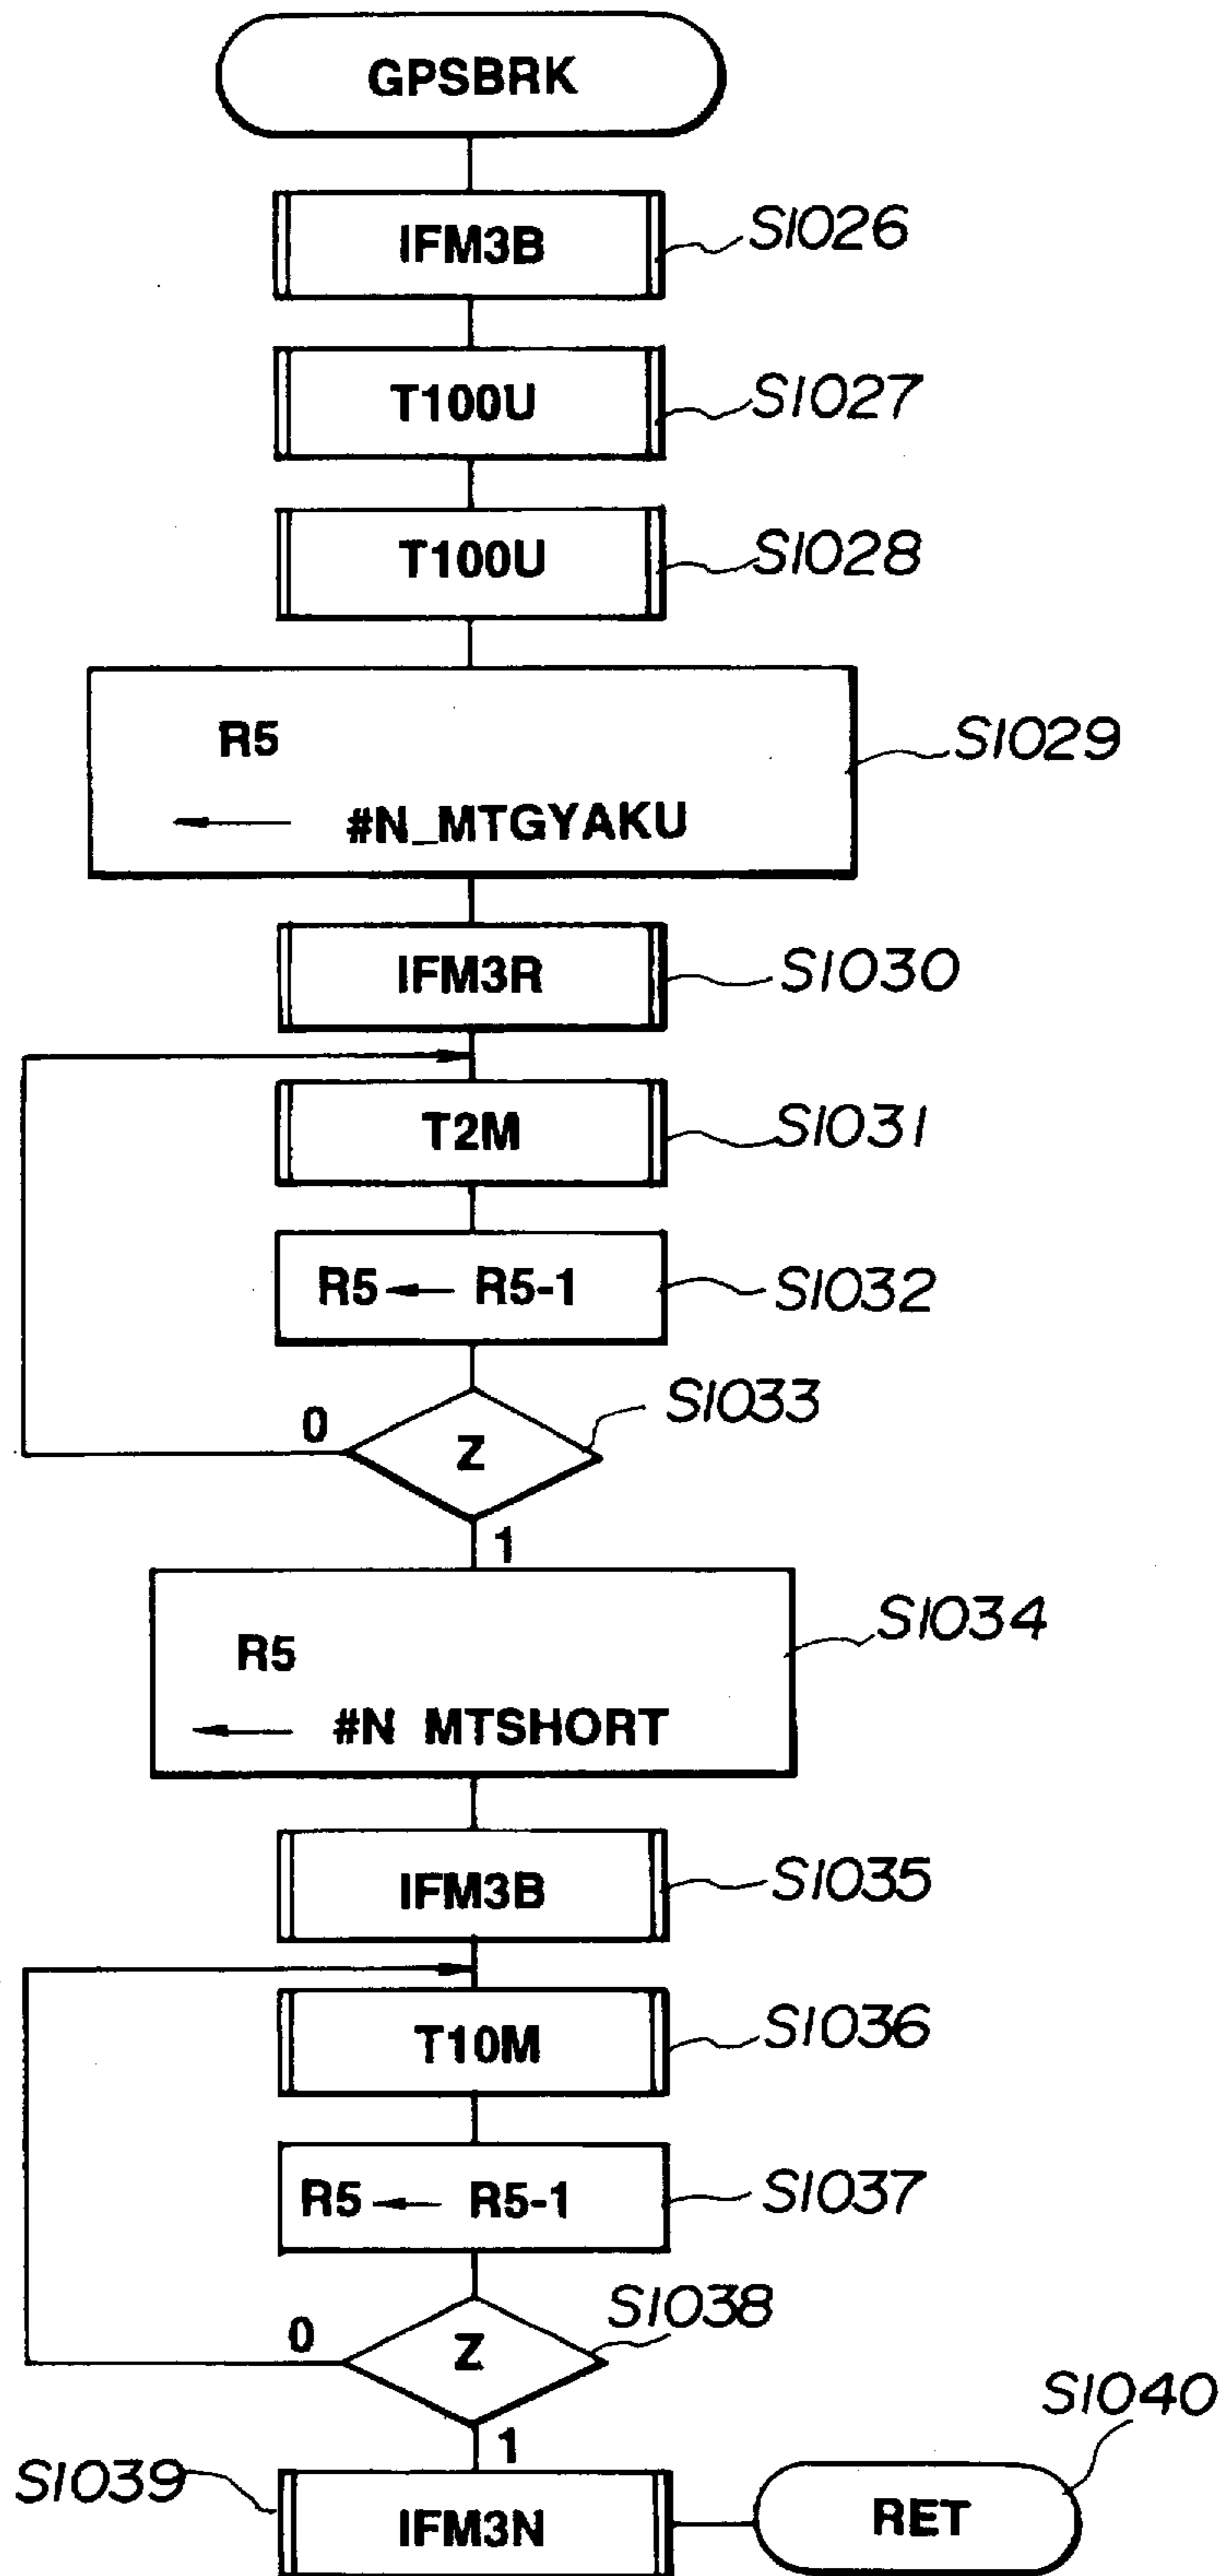 GPSBRK
IFM3B S1026
T100U S1027
T100U S1028
R5
← #N_MTGYAKU S1029
IFM3R S1030
T2M S1031
R5 ← R5-1 S1032
0 Z S1033
1
R5 S1034
← #N MTSHORT
IFM3B S1035
T10M S1036
R5 ← R5-1 S1037
0 Z S1038
1
S1040
S1039 IFM3N RET